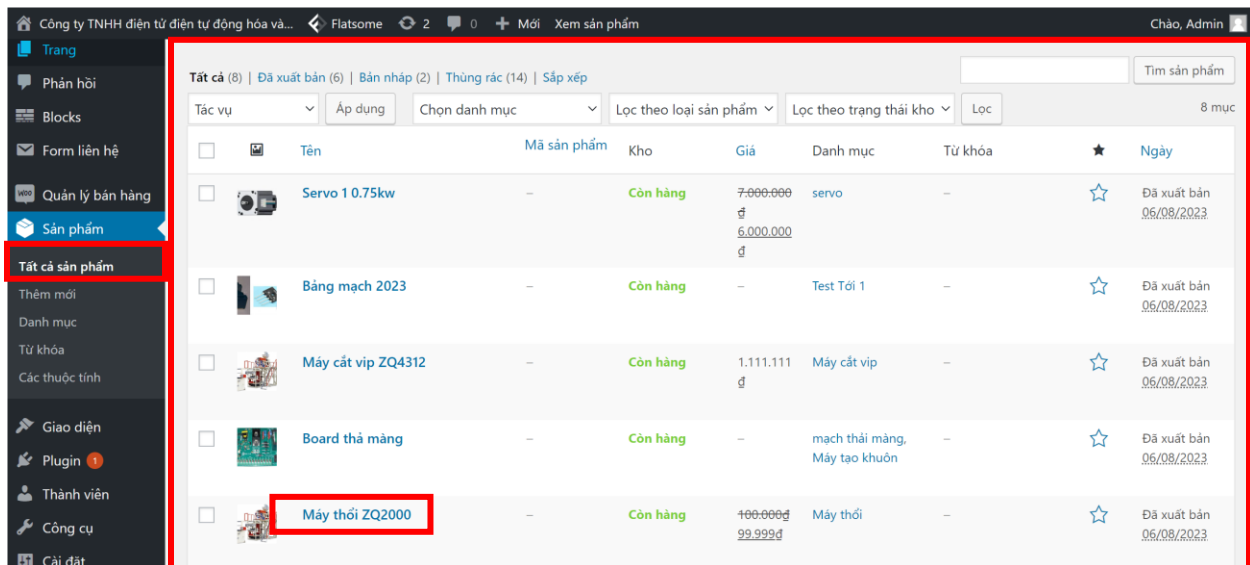 Công ty TNHH điện tử điện tự động hóa và... Flatsome 2 0 Mới Xem sản phẩm Chào, Admin
Trang
Phản hồi
Blocks
Form liên hệ
Quản lý bán hàng
Sản phẩm
Tất cả sản phẩm
Thêm mới
Danh mục
Từ khóa
Các thuộc tính
Giao diện
Plugin 1
Thành viên
Công cụ
Cài đặt
Tất cả (8) | Đã xuất bản (6) | Bản nháp (2) | Thùng rác (14) | Sắp xếp
Tìm sản phẩm
Tác vụ Áp dụng Chọn danh mục Lọc theo loại sản phẩm Lọc theo trạng thái kho Lọc 8 mục
Tên Mã sản phẩm Kho Giá Danh mục Từ khóa Ngày
Servo 1 0.75kw – Còn hàng 7.000.000 servo – Đã xuất bản
₫ 06/08/2023
6.000.000
₫
Bảng mạch 2023 – Còn hàng – Test Tới 1 – Đã xuất bản
06/08/2023
Máy cắt vip ZQ4312 – Còn hàng 1.111.111 Máy cắt vip – Đã xuất bản
₫ 06/08/2023
Board thả màng – Còn hàng – mạch thải màng, – Đã xuất bản
Máy tạo khuôn 06/08/2023
Máy thổi ZQ2000 – Còn hàng 100.000₫ Máy thổi – Đã xuất bản
99.999₫ 06/08/2023